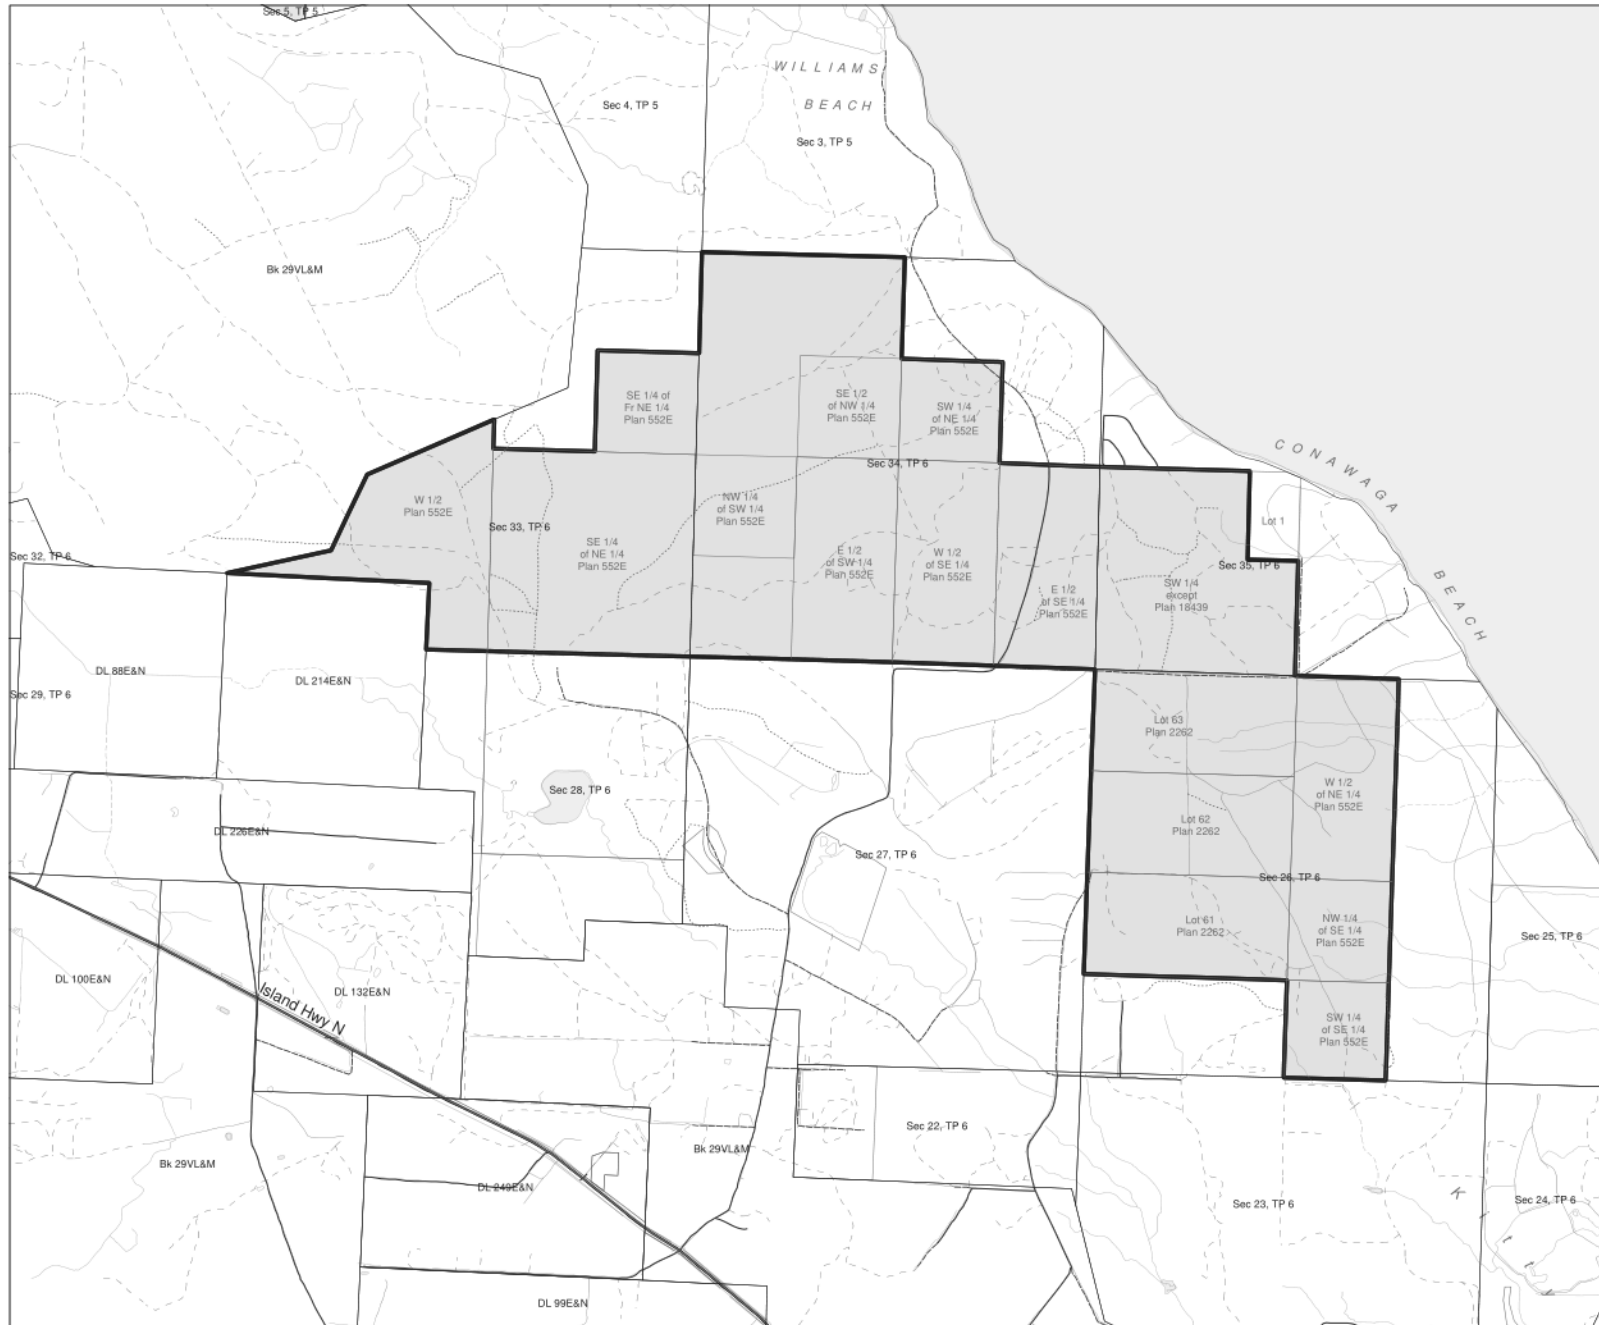 Sec 5, TP 5
WILLIAMS
BEACH
Sec 4, TP 5
Sec 3, TP 5
Bk 29VL&M
SE 1/4 of
Fr NE 1/4
Plan 552E
SE 1/2
of NW 1/4
Plan 552E
SW 1/4
of NE 1/4
Plan 552E
Sec 34, TP 6
CONAWAGA
BEACH
W 1/2
Plan 552E
Sec 33, TP 6
NW 1/4
of SW 1/4
Plan 552E
Lot 1
SE 1/4
of NE 1/4
Plan 552E
E 1/2
of SW 1/4
Plan 552E
W 1/2
of SE 1/4
Plan 552E
Sec 32, TP 6
Sec 35, TP 6
E 1/2
of SE 1/4
Plan 552E
SW 1/4
except
Plan 18439
DL 88E&N
DL 214E&N
Sec 29, TP 6
Lot 63
Plan 2262
W 1/2
of NE 1/4
Plan 552E
Sec 28, TP 6
DL 226E&N
Lot 62
Plan 2262
Sec 27, TP 6
Sec 26, TP 6
Lot 61
Plan 2262
NW 1/4
of SE 1/4
Plan 552E
Sec 25, TP 6
DL 100E&N
DL 132E&N
Island Hwy N
SW 1/4
of SE 1/4
Plan 552E
Sec 22, TP 6
Bk 29VL&M
Bk 29VL&M
DL 249E&N
Sec 23, TP 6
Sec 24, TP 6
K
DL 99E&N